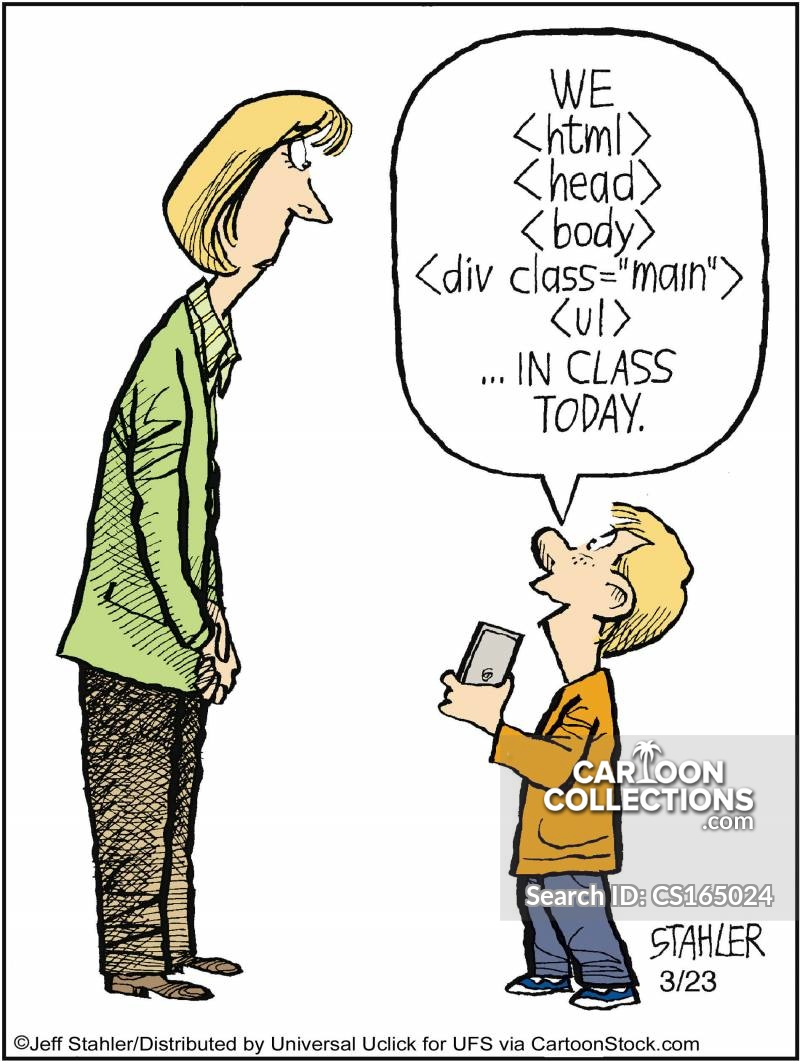 WE
<html>
<head>
<body>
<div class="main">
<ul>
... IN CLASS
TODAY.
CARTOON
COLLECTIONS
.com
Search ID: CS165024
STAHLER
3/23
©Jeff Stahler/Distributed by Universal Uclick for UFS via CartoonStock.com